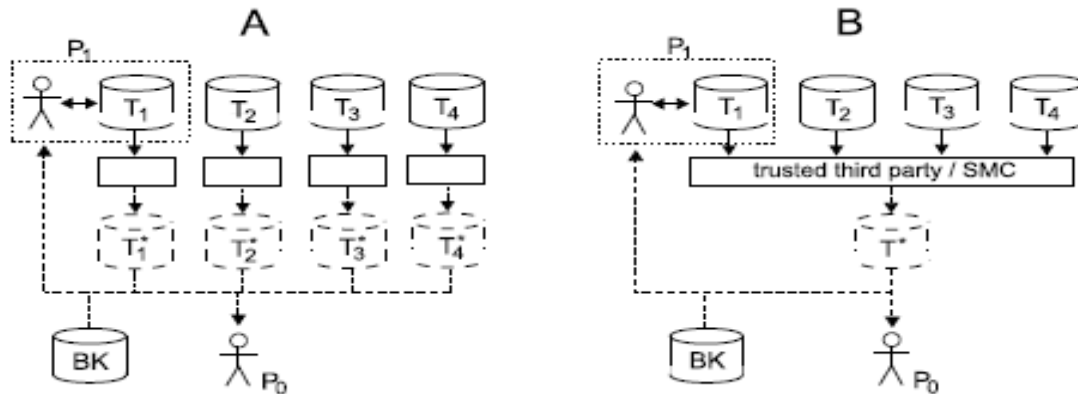 A
B
P1
P1
T1 T2 T3 T4
T1 T2 T3 T4
trusted third party / SMC
T1* T2* T3* T4*
T*
BK
P0
BK
P0